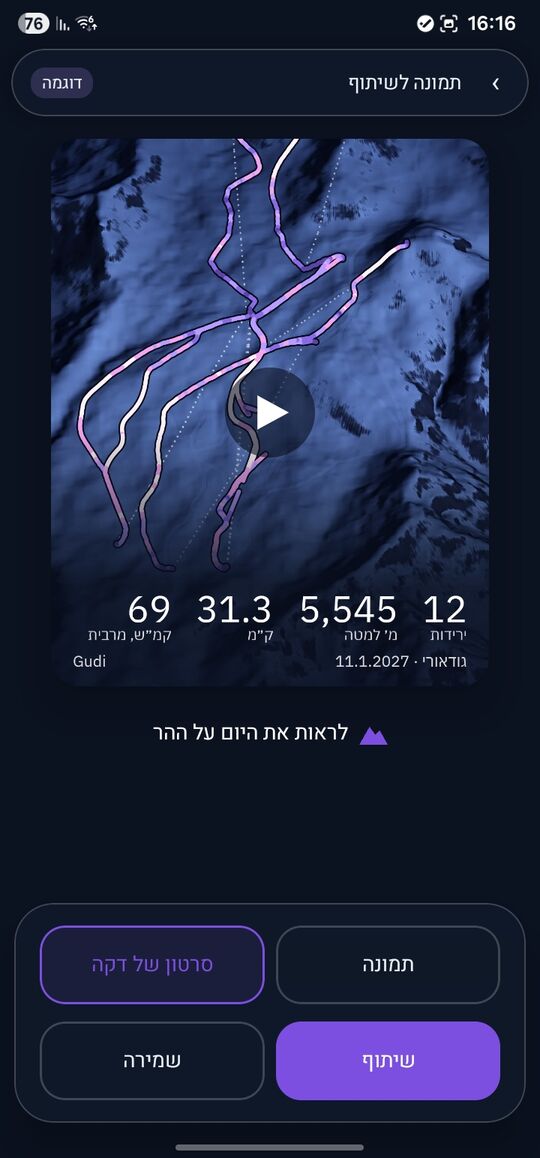 76
6
16:16
תמונה לשיתוף
דוגמה
12 5,545 31.3 69
ירידות מ׳ למטה ק״מ קמ״ש, מרבית
גודאורי · 11.1.2027 Gudi
לראות את היום על ההר
תמונה סרטון של דקה
שיתוף שמירה